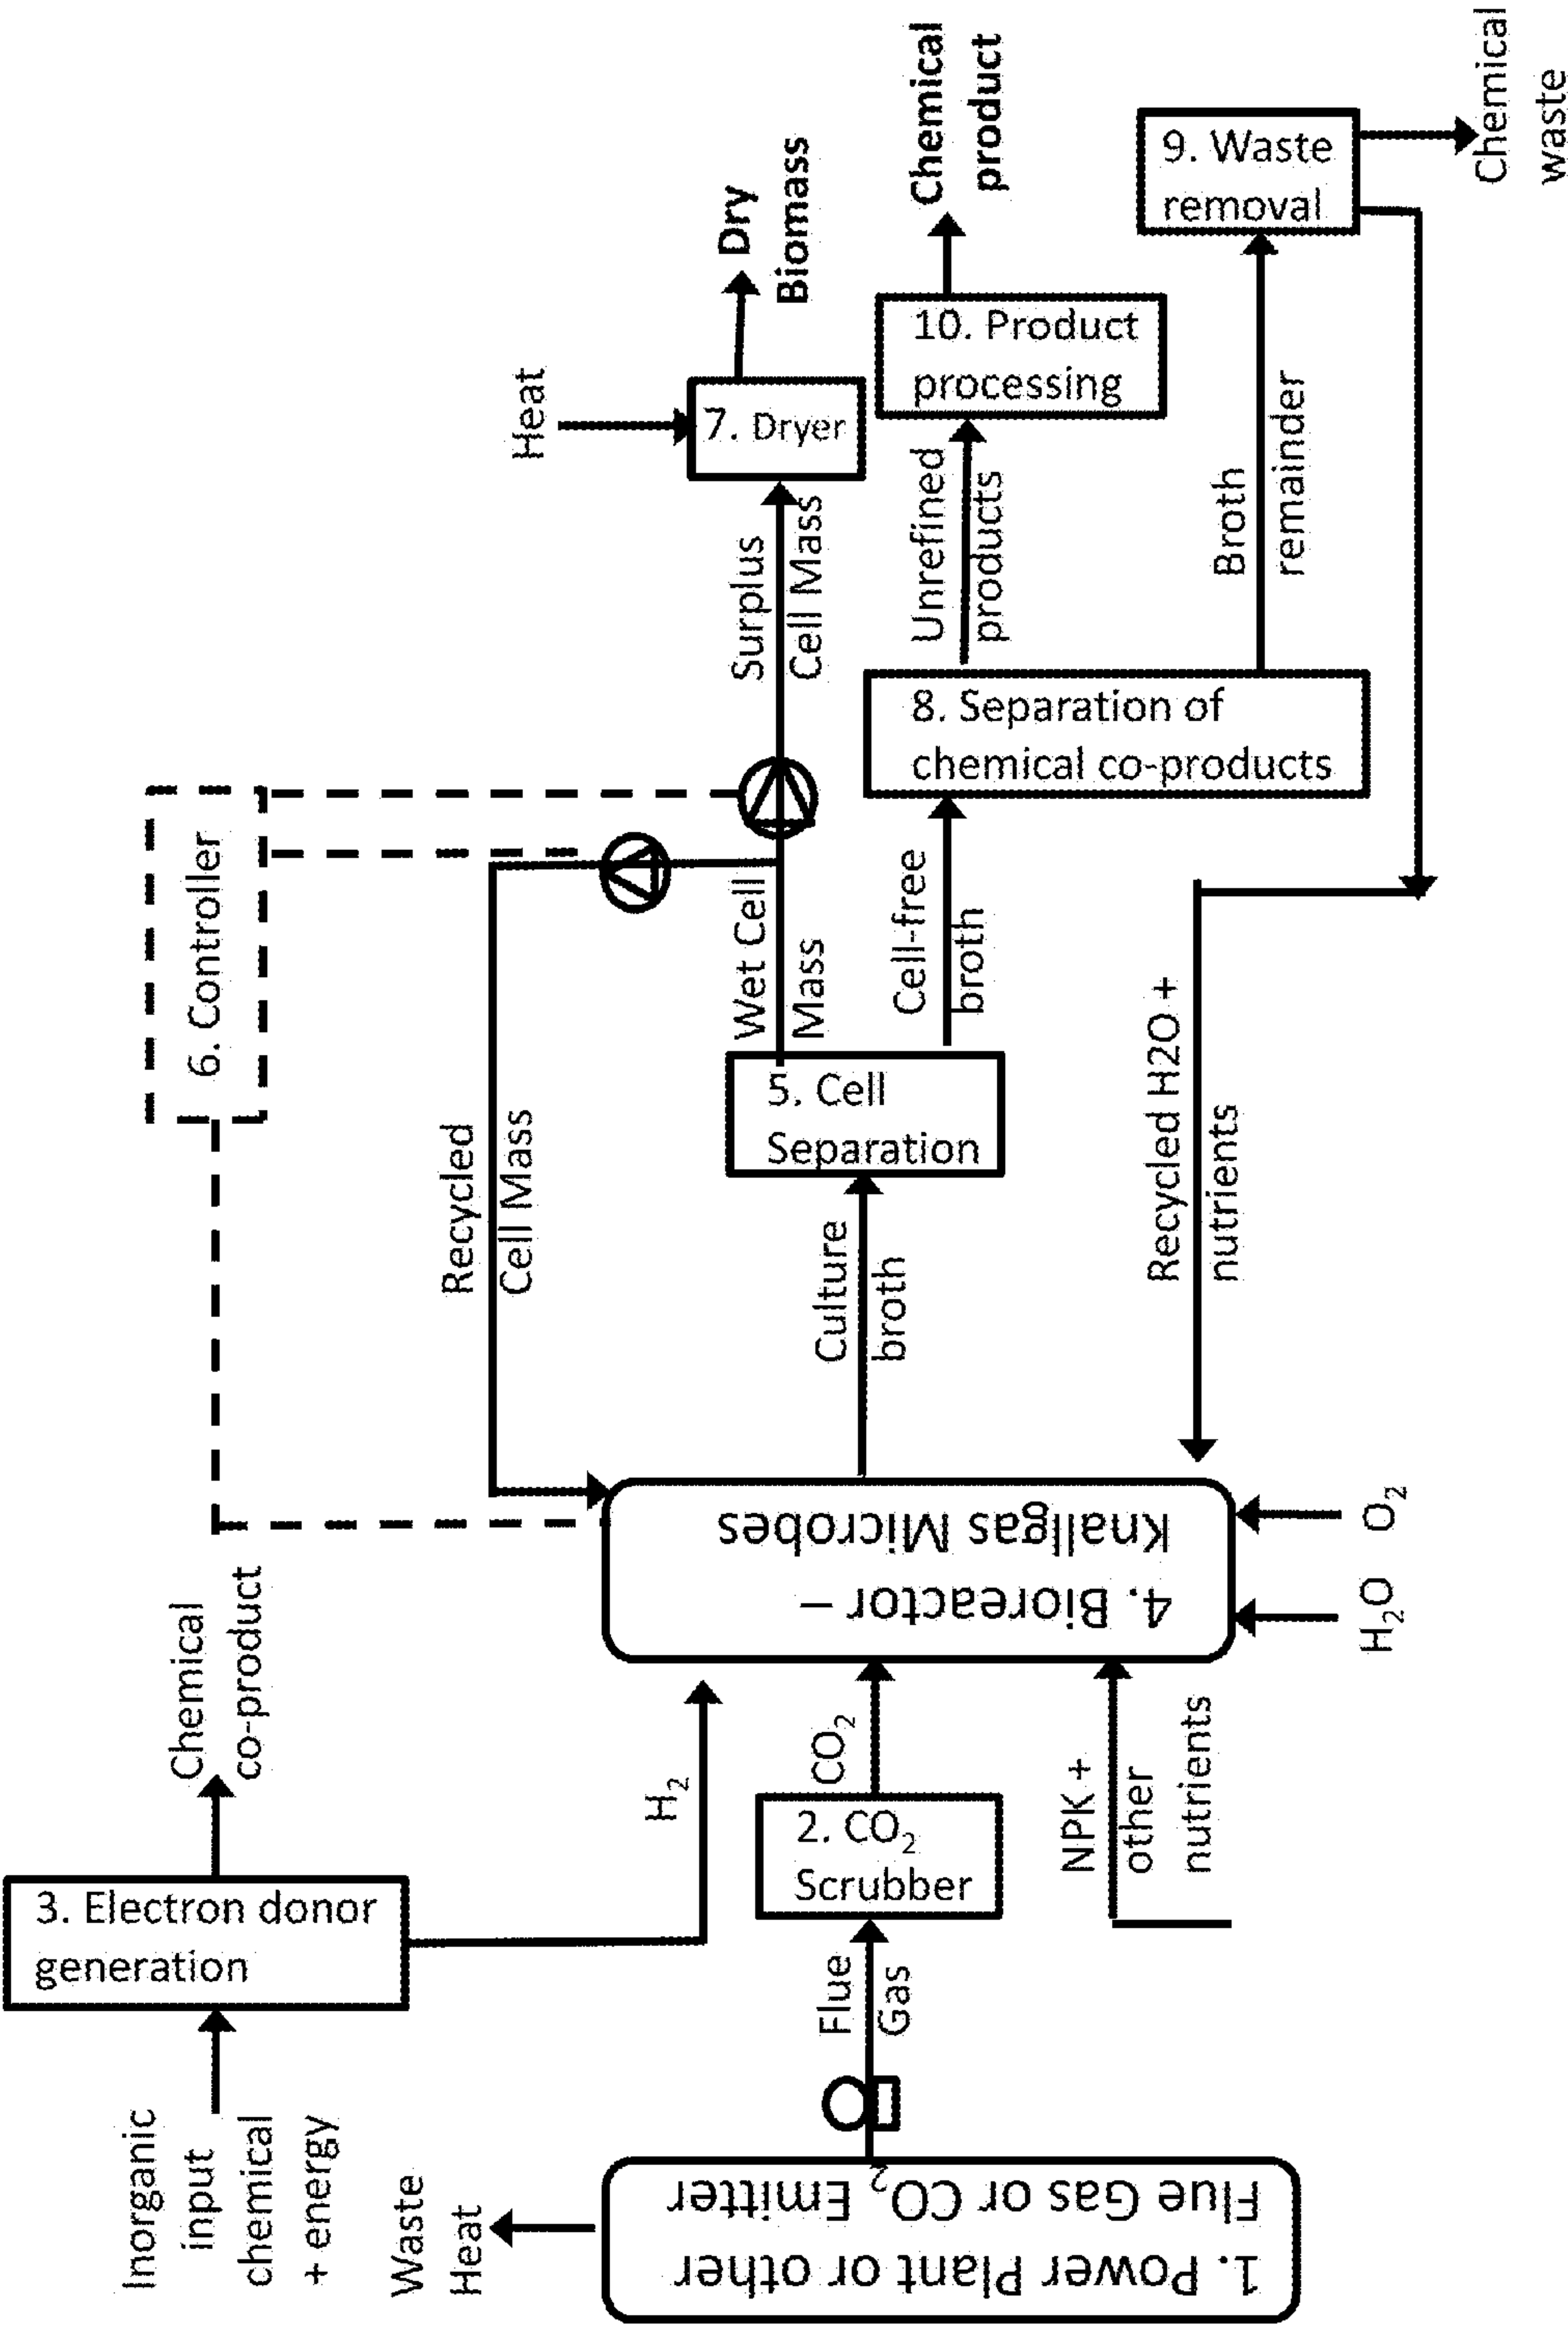 Inorganic
input
chemical
+ energy
3. Electron donor
generation
Chemical
co-product
6. Controller
Waste
Heat
H₂
Recycled
Cell Mass
Heat
1. Power Plant or other
Flue Gas or CO₂ Emitter
Flue
Gas
2. CO₂
Scrubber
CO₂
4. Bioreactor –
Knallgas Microbes
Culture
broth
5. Cell
Separation
Wet Cell
Mass
Surplus
Cell Mass
7. Dryer
Dry
Biomass
Cell-free
broth
8. Separation of
chemical co-products
Unrefined
products
10. Product
processing
Chemical
product
NPK +
other
nutrients
H₂O
O₂
Recycled H2O +
nutrients
Broth
remainder
9. Waste
removal
Chemical
waste